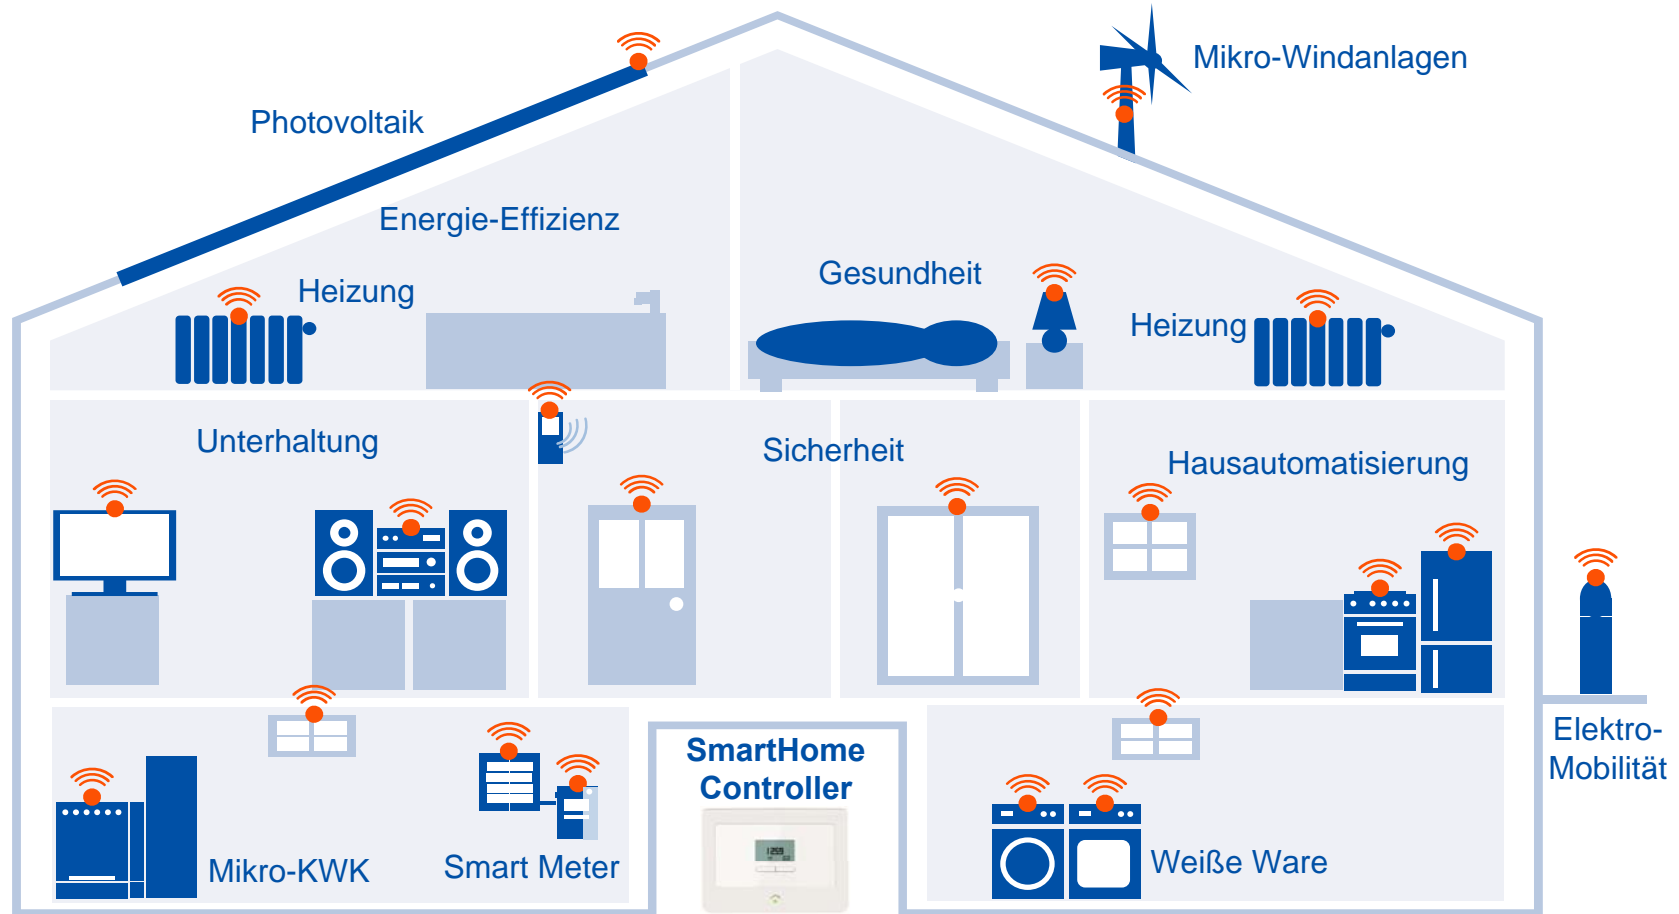 Mikro-Windanlagen
Photovoltaik
Energie-Effizienz
Heizung
Gesundheit
Heizung
Unterhaltung
Sicherheit
Hausautomatisierung
SmartHome
Controller
Elektro-
Mobilität
Mikro-KWK
Smart Meter
Weiße Ware